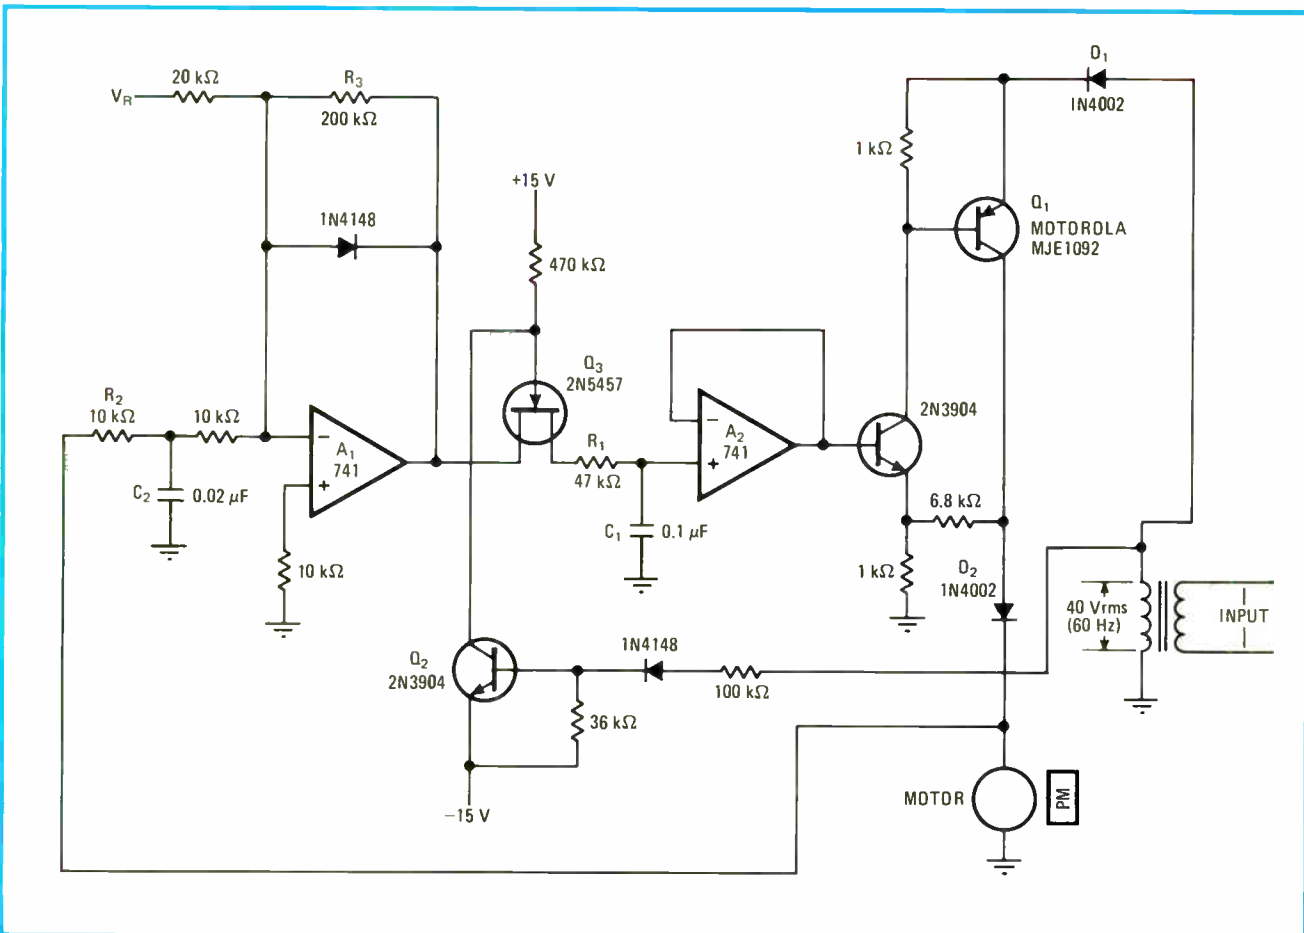 V_R
20 kΩ
R₃
200 kΩ
1N4148
R₂
10 kΩ
10 kΩ
C₂
0.02 µF
−
A₁
741
+
10 kΩ
+15 V
470 kΩ
Q₃
2N5457
R₁
47 kΩ
C₁
0.1 µF
−
A₂
741
+
2N3904
1 kΩ
Q₁
MOTOROLA
MJE1092
D₁
1N4002
6.8 kΩ
1 kΩ
D₂
1N4002
40 Vrms
(60 Hz)
INPUT
Q₂
2N3904
1N4148
100 kΩ
36 kΩ
−15 V
MOTOR
PM